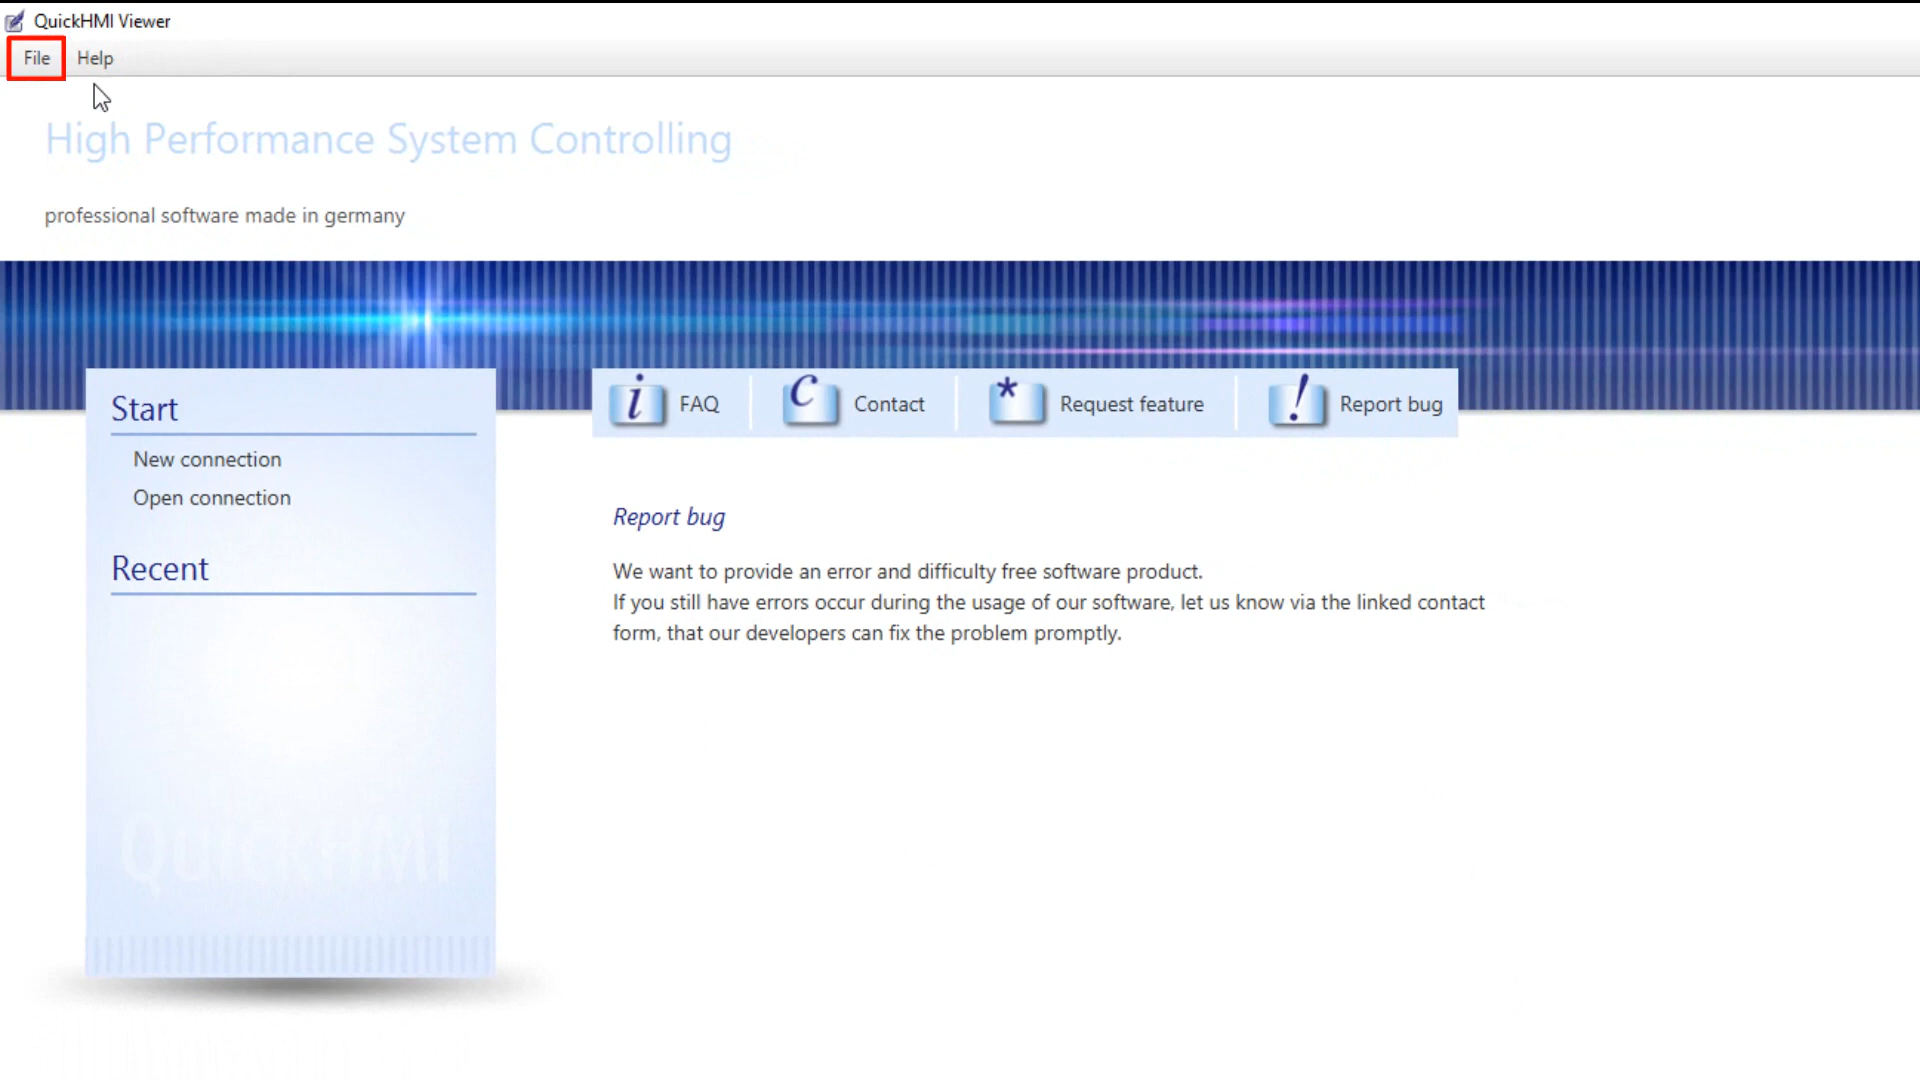 QuickHMI Viewer
File Help
High Performance System Controlling
professional software made in germany
Start
New connection
Open connection
Recent
QuickHMI
i FAQ
C Contact
* Request feature
! Report bug
Report bug
We want to provide an error and difficulty free software product.
If you still have errors occur during the usage of our software, let us know via the linked contact
form, that our developers can fix the problem promptly.